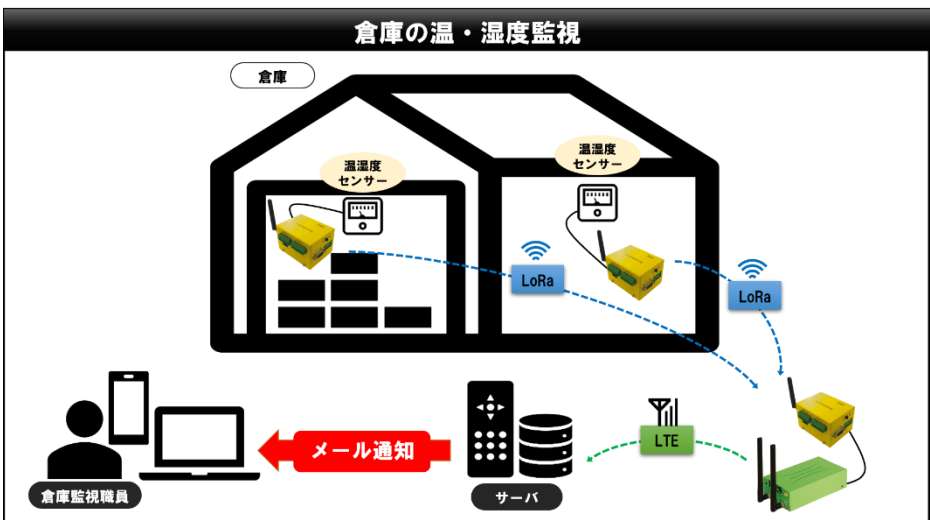 倉庫の温・湿度監視
倉庫
温湿度
センサー
温湿度
センサー
LoRa
LoRa
LTE
メール通知
倉庫監視職員
サーバ